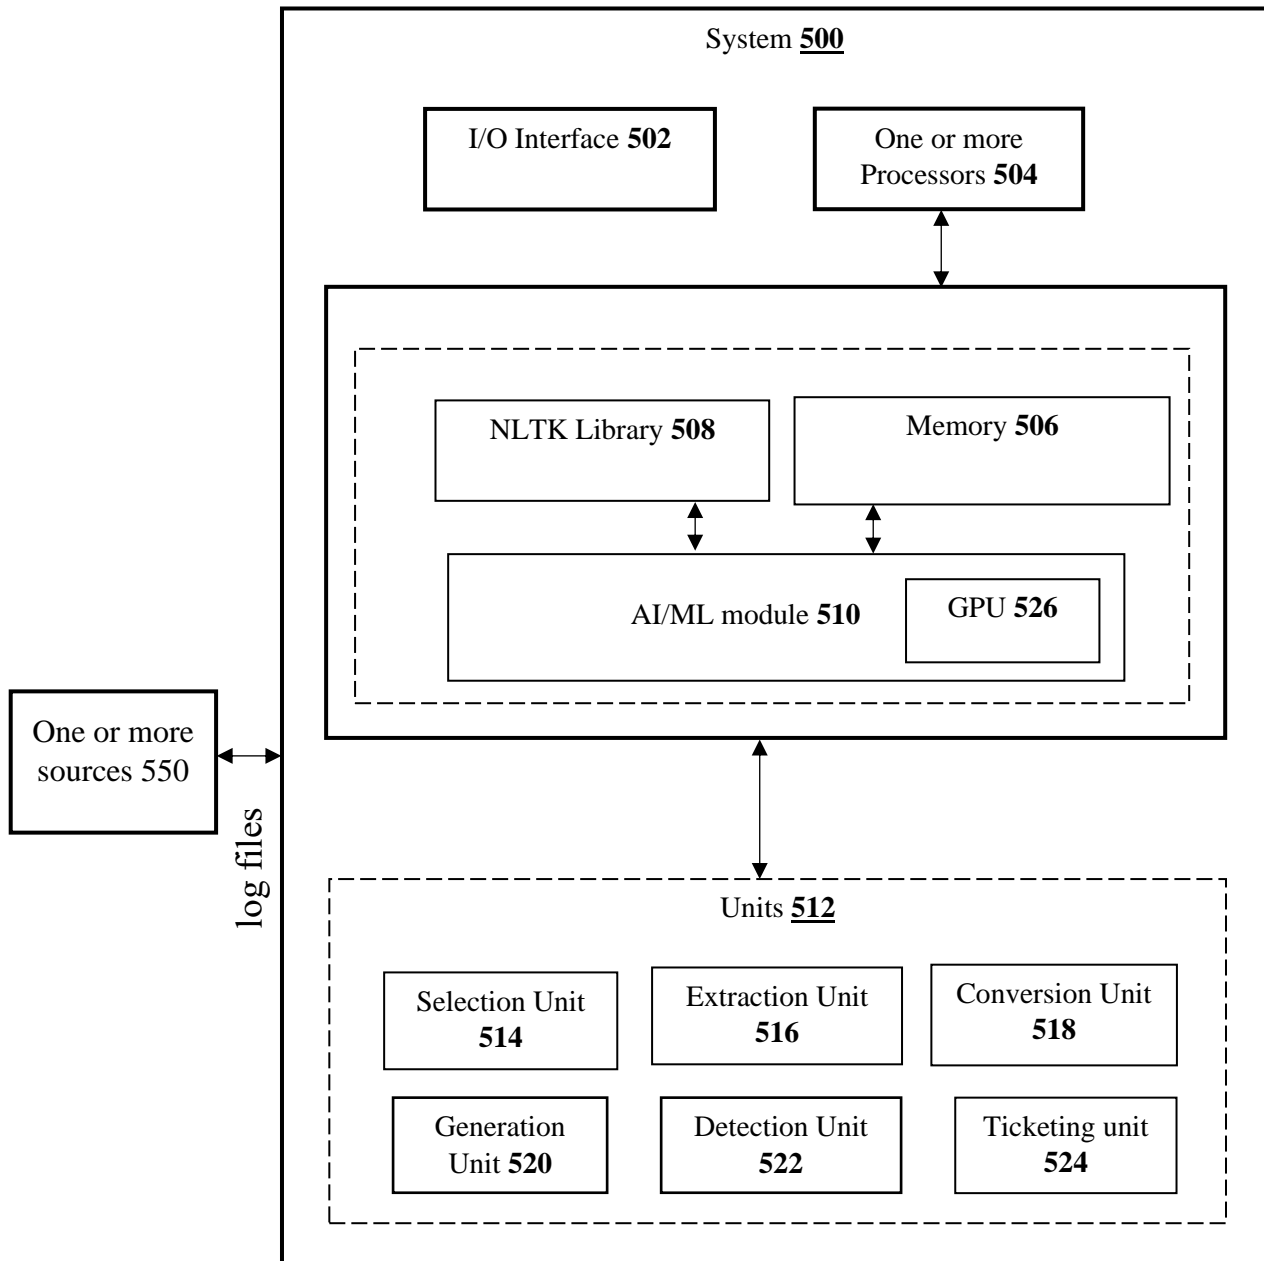 System 500
I/O Interface 502
One or more
Processors 504
NLTK Library 508
Memory 506
AI/ML module 510
GPU 526
One or more
sources 550
log files
Units 512
Selection Unit
514
Extraction Unit
516
Conversion Unit
518
Generation
Unit 520
Detection Unit
522
Ticketing unit
524